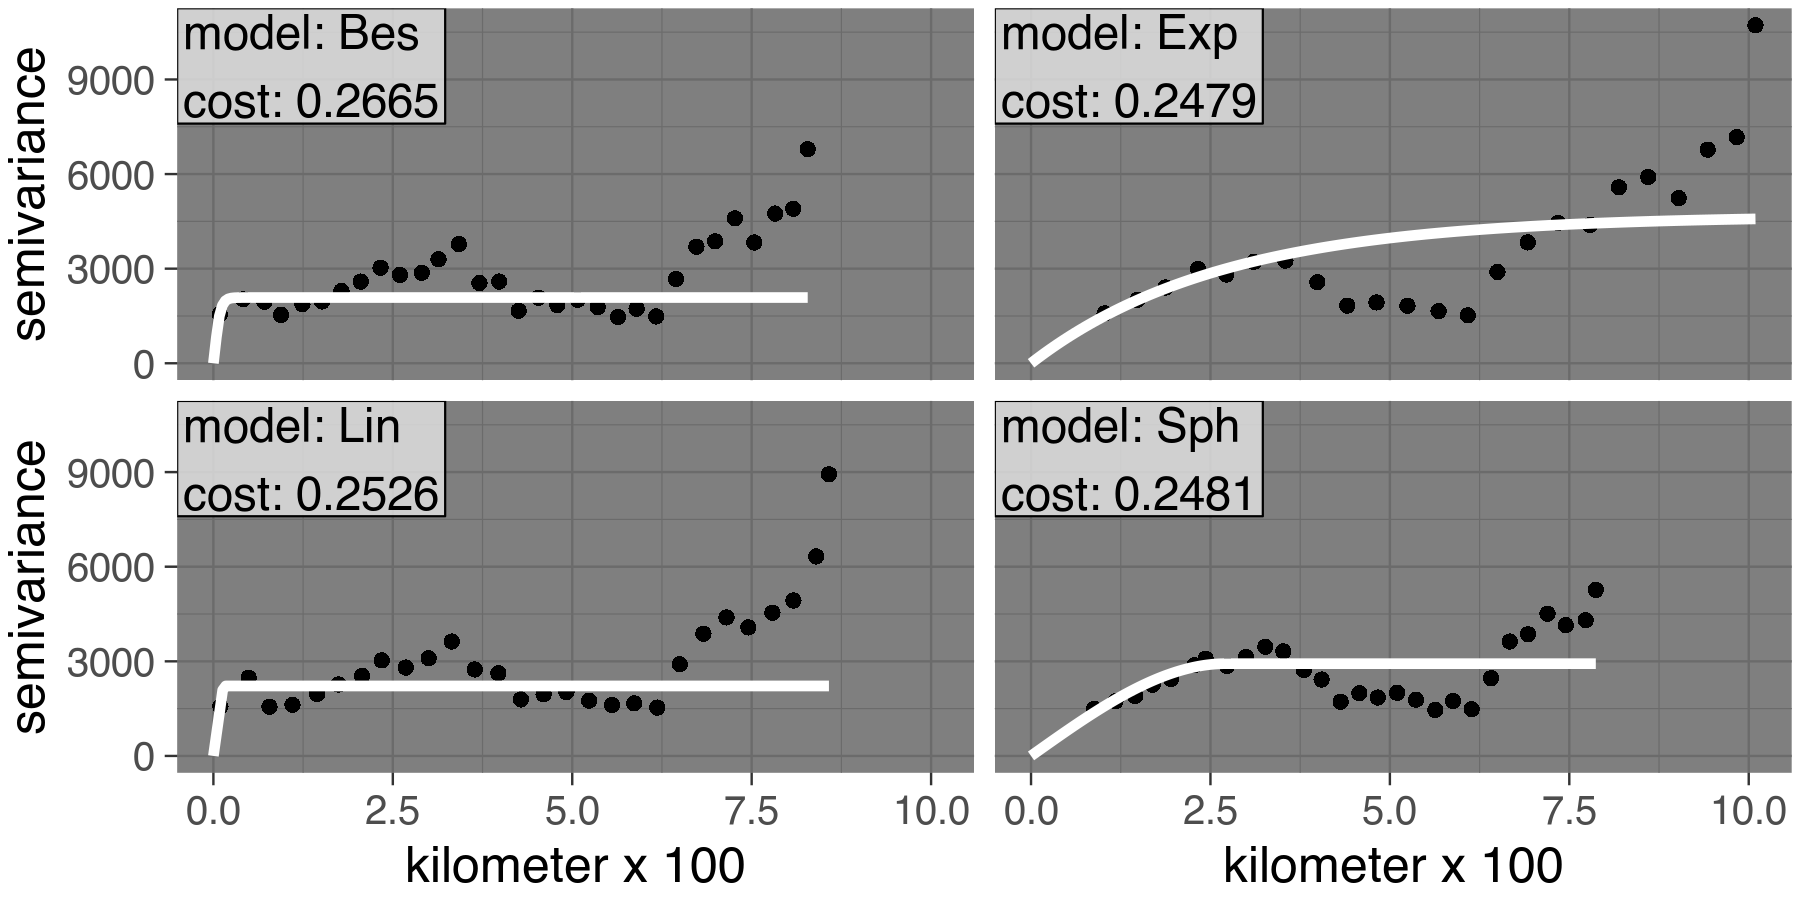 model: Bes
cost: 0.2665
model: Exp
cost: 0.2479
semivariance
9000
6000
3000
0
model: Lin
cost: 0.2526
model: Sph
cost: 0.2481
semivariance
9000
6000
3000
0
0.0 2.5 5.0 7.5 10.0
0.0 2.5 5.0 7.5 10.0
kilometer x 100
kilometer x 100